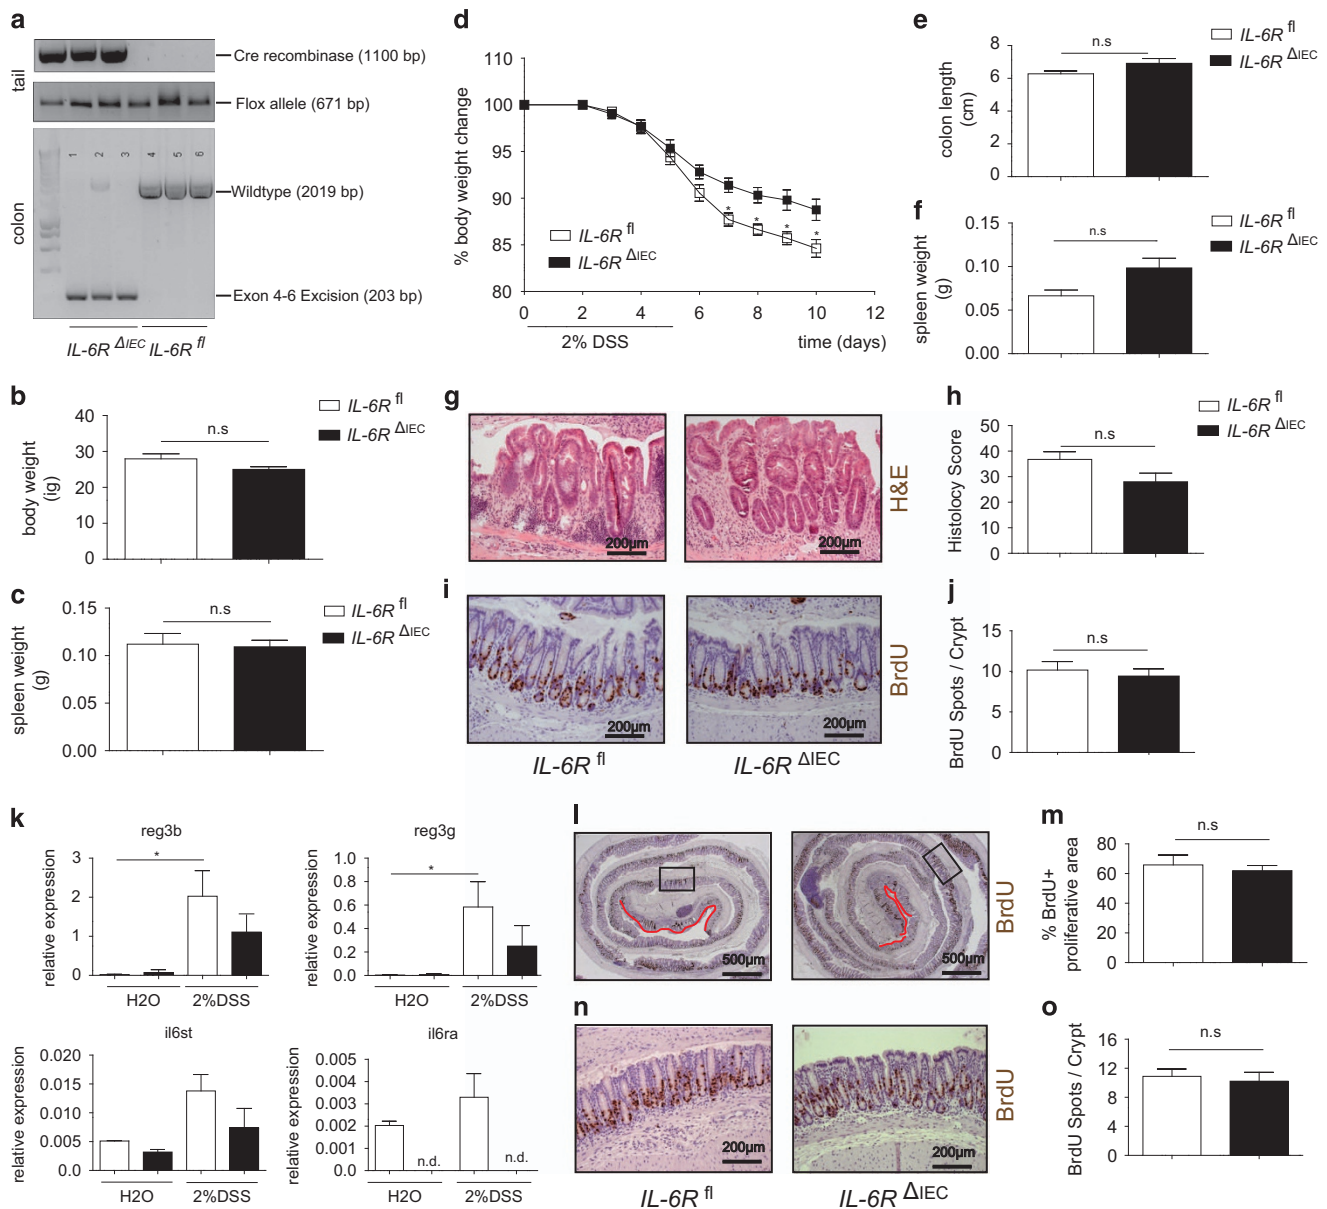 a
tail
Cre recombinase (1100 bp)
Flox allele (671 bp)
colon
1 2 3 4 5 6
Wildtype (2019 bp)
Exon 4-6 Excision (203 bp)
IL-6R ΔIEC IL-6R fl
b
body weight
(ig)
40
30
20
10
0
n.s
IL-6R fl
IL-6R ΔIEC
c
spleen weight
(g)
0.15
0.10
0.05
0.00
n.s
IL-6R fl
IL-6R ΔIEC
d
% body weight change
110
100
95
90
85
80
* * * *
IL-6R fl
IL-6R ΔIEC
0 2 4 6 8 10 12
2% DSS
time (days)
e
colon length
(cm)
8
6
4
2
0
n.s
IL-6R fl
IL-6R ΔIEC
f
spleen weight
(g)
0.15
0.10
0.05
0.00
n.s
IL-6R fl
IL-6R ΔIEC
g
200µm
200µm
H&E
h
Histolocy Score
50
40
30
20
10
0
n.s
IL-6R fl
IL-6R ΔIEC
i
200µm
200µm
BrdU
IL-6R fl
IL-6R ΔIEC
j
BrdU Spots / Crypt
15
10
5
0
n.s
k
reg3b
relative expression
3
2
1
0
*
H2O 2%DSS
reg3g
relative expression
1.0
0.8
0.6
0.4
0.2
0.0
*
H2O 2%DSS
il6st
relative expression
0.020
0.015
0.010
0.005
0.0
H2O 2%DSS
il6ra
relative expression
0.005
0.004
0.003
0.002
0.001
0.0
n.d. n.d.
H2O 2%DSS
l
500µm
500µm
BrdU
m
% BrdU+
proliferative area
80
60
40
20
0
n.s
n
200µm
200µm
BrdU
IL-6R fl
IL-6R ΔIEC
o
BrdU Spots / Crypt
16
12
8
4
0
n.s